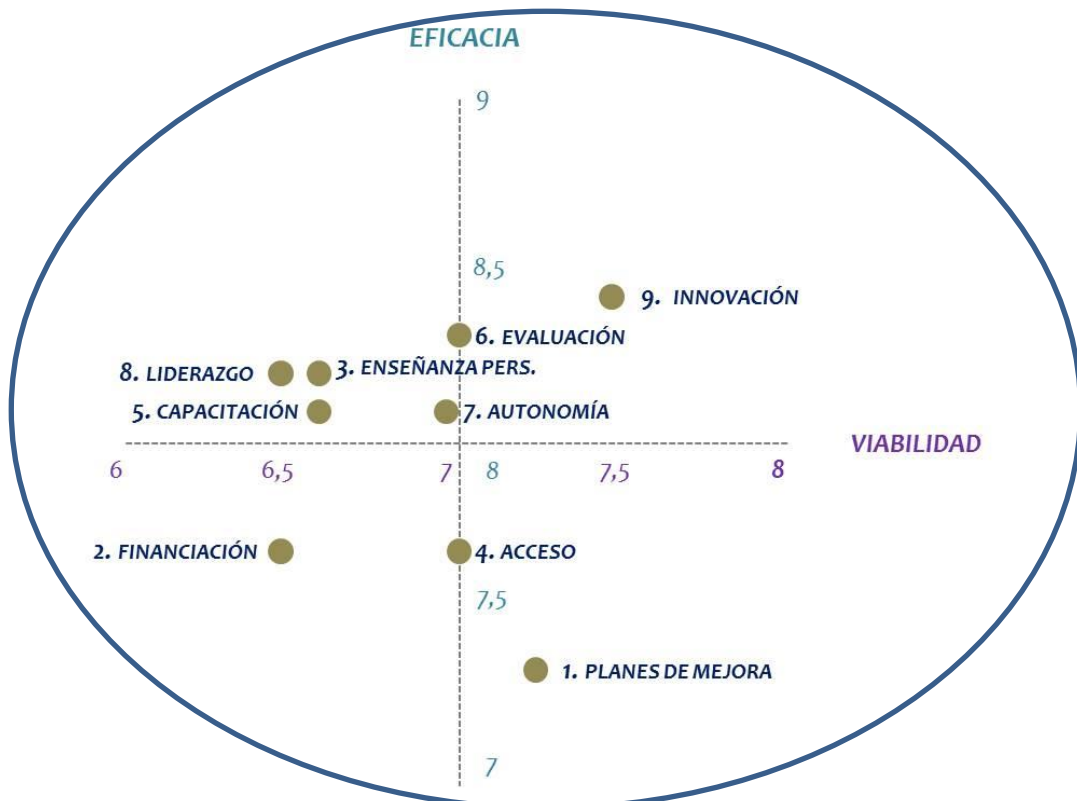 EFICACIA
9
8,5
9. INNOVACIÓN
6. EVALUACIÓN
8. LIDERAZGO
3. ENSEÑANZA PERS.
5. CAPACITACIÓN
7. AUTONOMÍA
VIABILIDAD
6 6,5 7 8 7,5 8
2. FINANCIACIÓN
4. ACCESO
7,5
1. PLANES DE MEJORA
7